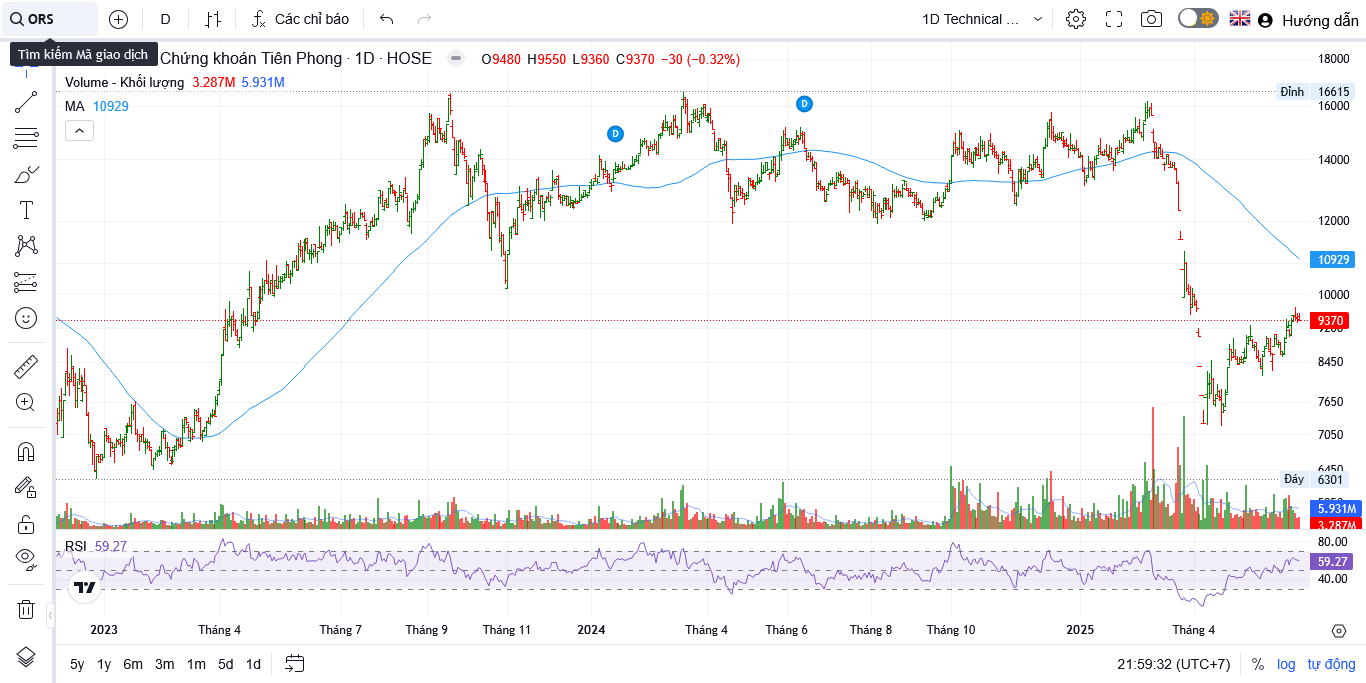 ORS D Các chỉ báo 1D Technical ... Hướng dẫn
Tìm kiếm Mã giao dịch
Chứng khoán Tiên Phong · 1D · HOSE O9480 H9550 L9360 C9370 −30 (−0.32%)
Volume - Khối lượng 3.287M 5.931M
MA 10929
D
D
18000
Đỉnh 16615
16000
14000
12000
10929
10000
9370
9200
8450
7650
7050
6450
Đáy 6301
5.931M
3.287M
RSI 59.27
80.00
59.27
40.00
2023 Tháng 4 Tháng 7 Tháng 9 Tháng 11 2024 Tháng 4 Tháng 6 Tháng 8 Tháng 10 2025 Tháng 4
5y 1y 6m 3m 1m 5d 1d 21:59:32 (UTC+7) % log tự động